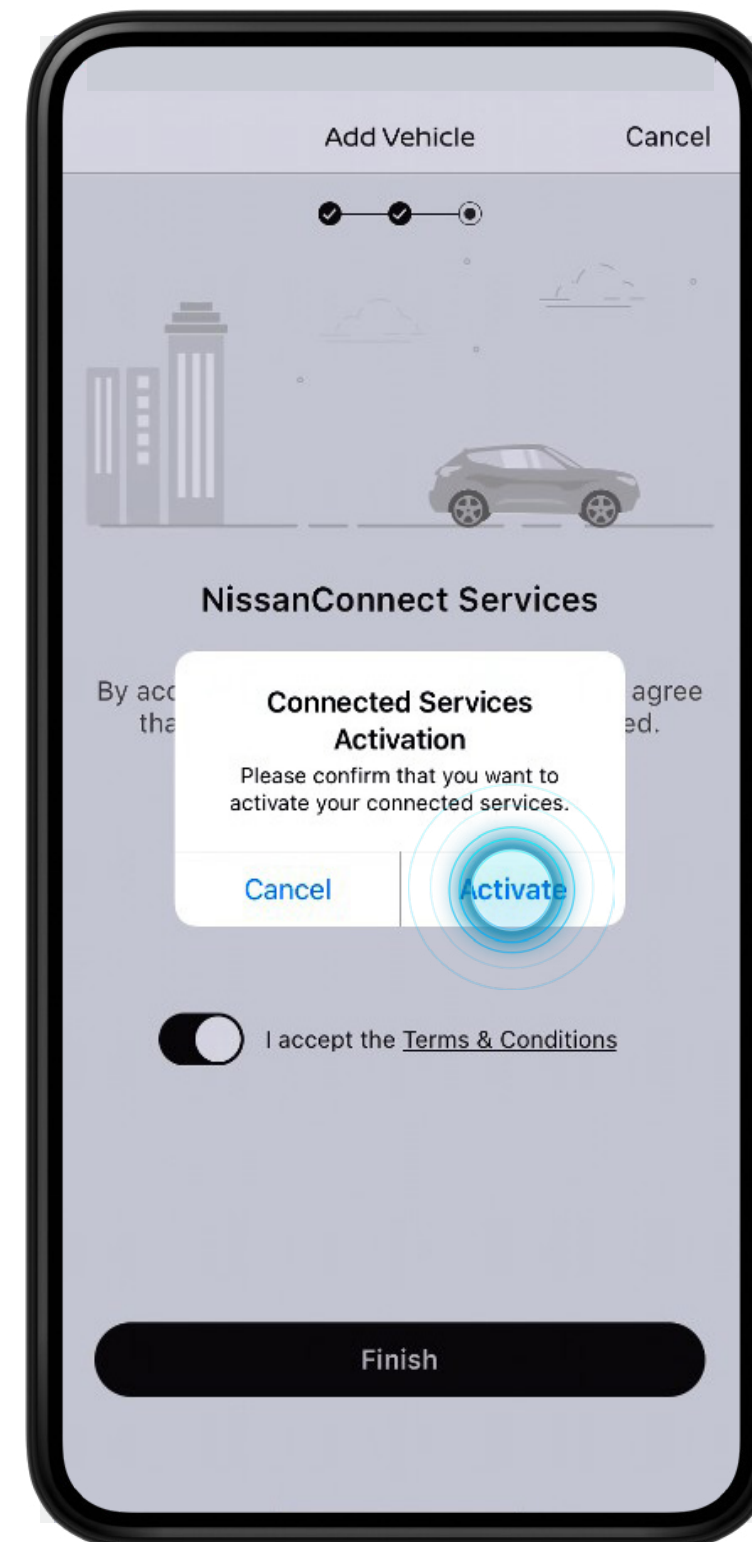 Add Vehicle Cancel
NissanConnect Services
By acc agree
tha ed.
Connected Services
Activation
Please confirm that you want to
activate your connected services.
Cancel Activate
I accept the Terms & Conditions
Finish